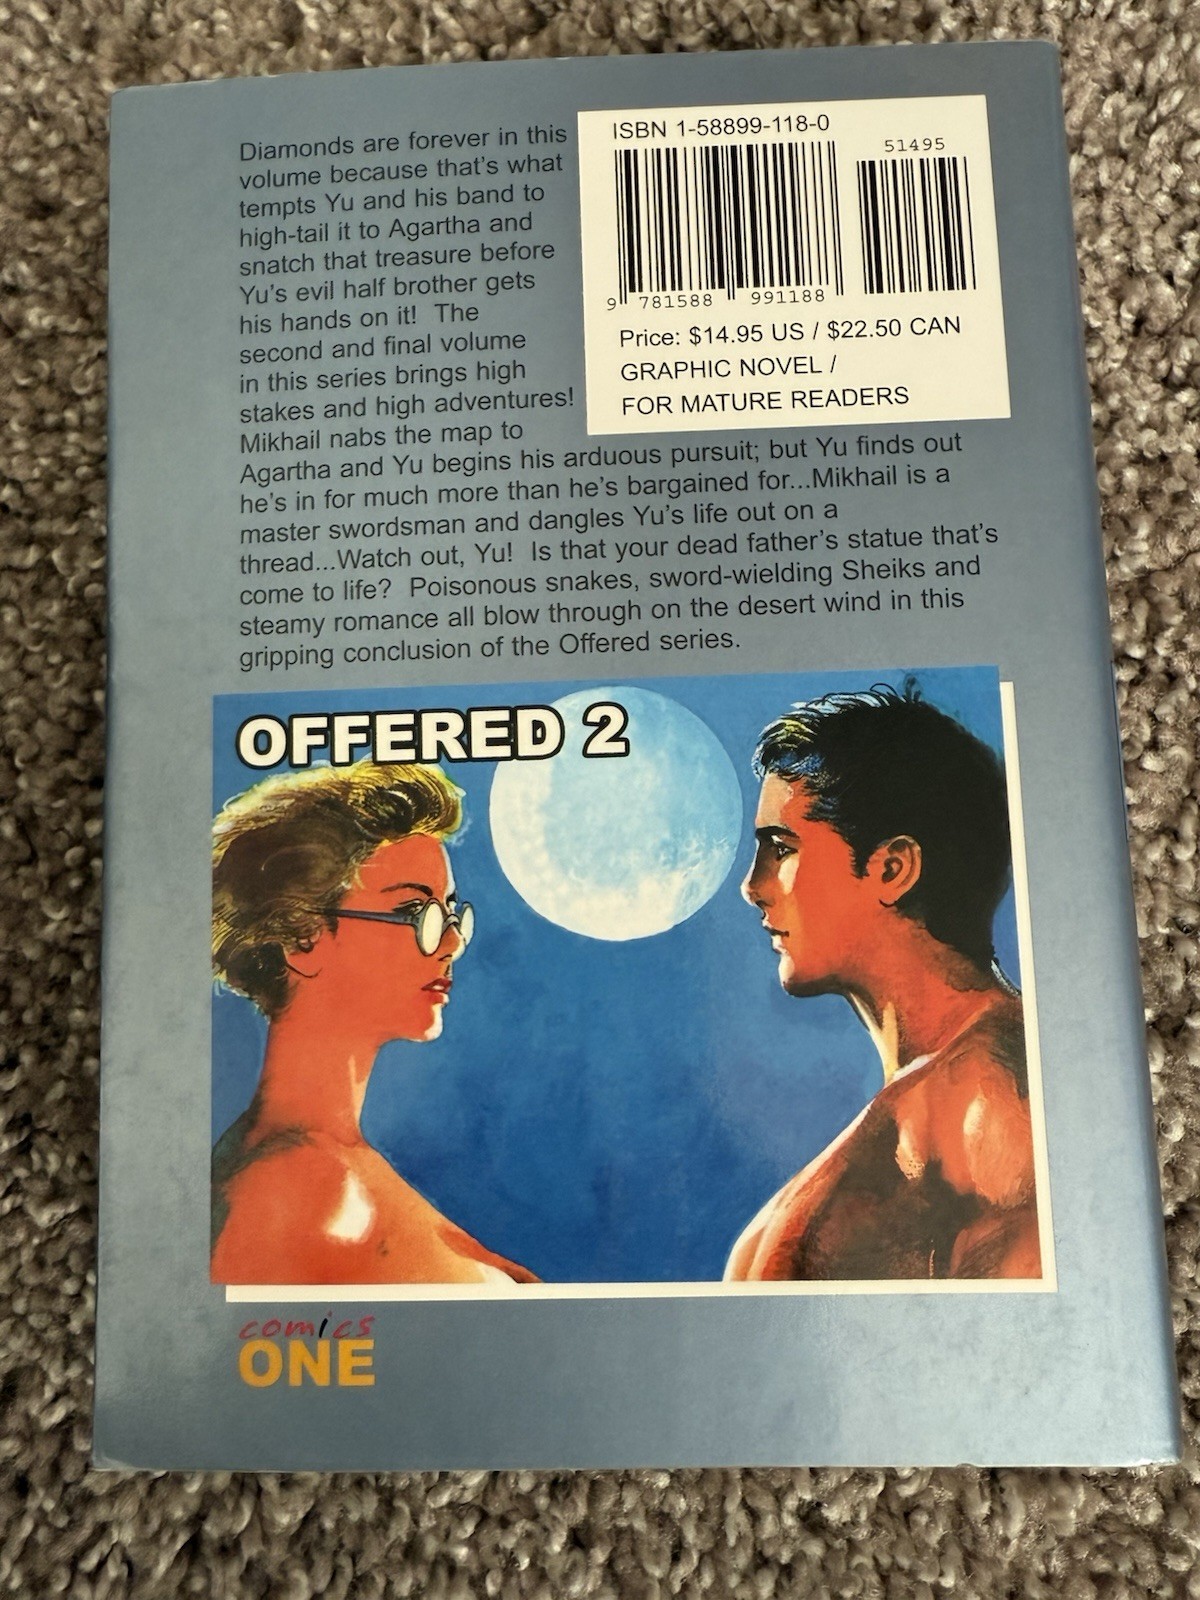 Diamonds are forever in this
volume because that's what
tempts Yu and his band to
high-tail it to Agartha and
snatch that treasure before
Yu's evil half brother gets
his hands on it!  The
second and final volume
in this series brings high
stakes and high adventures!
Mikhail nabs the map to
Agartha and Yu begins his arduous pursuit; but Yu finds out
he's in for much more than he's bargained for...Mikhail is a
master swordsman and dangles Yu's life out on a
thread...Watch out, Yu!  Is that your dead father's statue that's
come to life?  Poisonous snakes, sword-wielding Sheiks and
steamy romance all blow through on the desert wind in this
gripping conclusion of the Offered series.
ISBN 1-58899-118-0
51495
9 781588 991188
Price: $14.95 US / $22.50 CAN
GRAPHIC NOVEL /
FOR MATURE READERS
OFFERED 2
comics
ONE